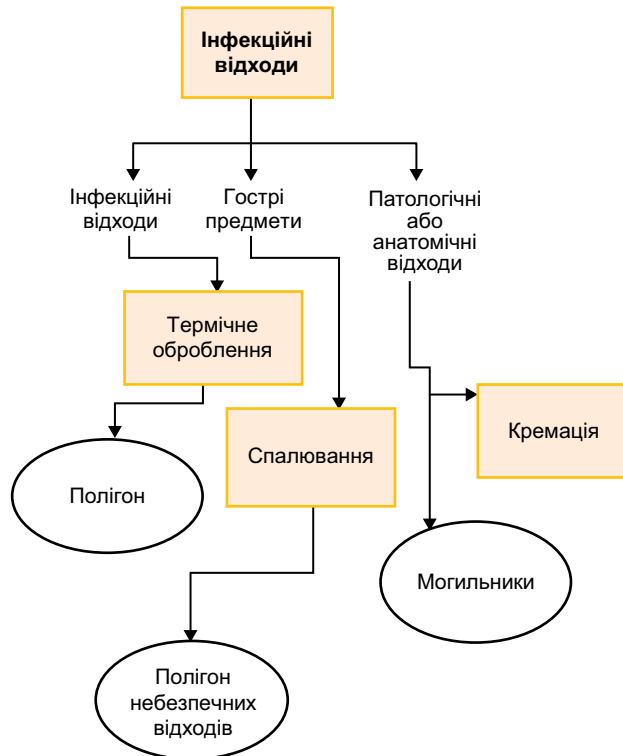 Інфекційні
відходи
Інфекційні
відходи
Гострі
предмети
Патологічні
або
анатомічні
відходи
Термічне
оброблення
Кремація
Спалювання
Полігон
Могильники
Полігон
небезпечних
відходів